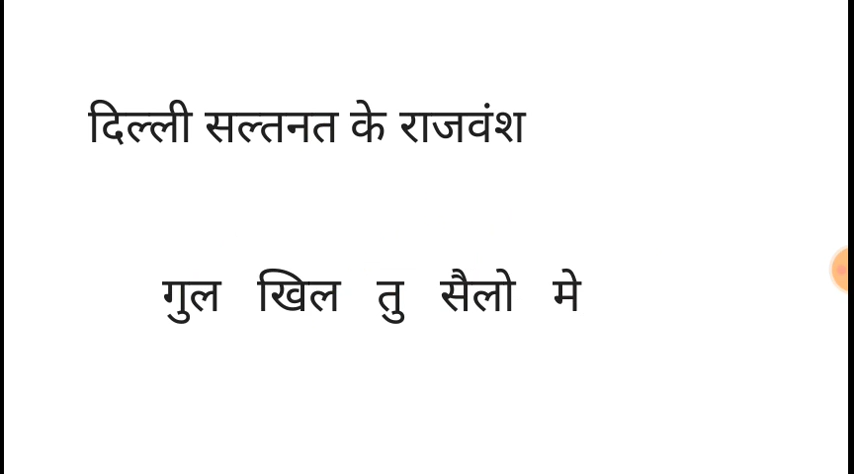 दिल्ली सल्तनत के राजवंश
गुल खिल तु सैलो मे